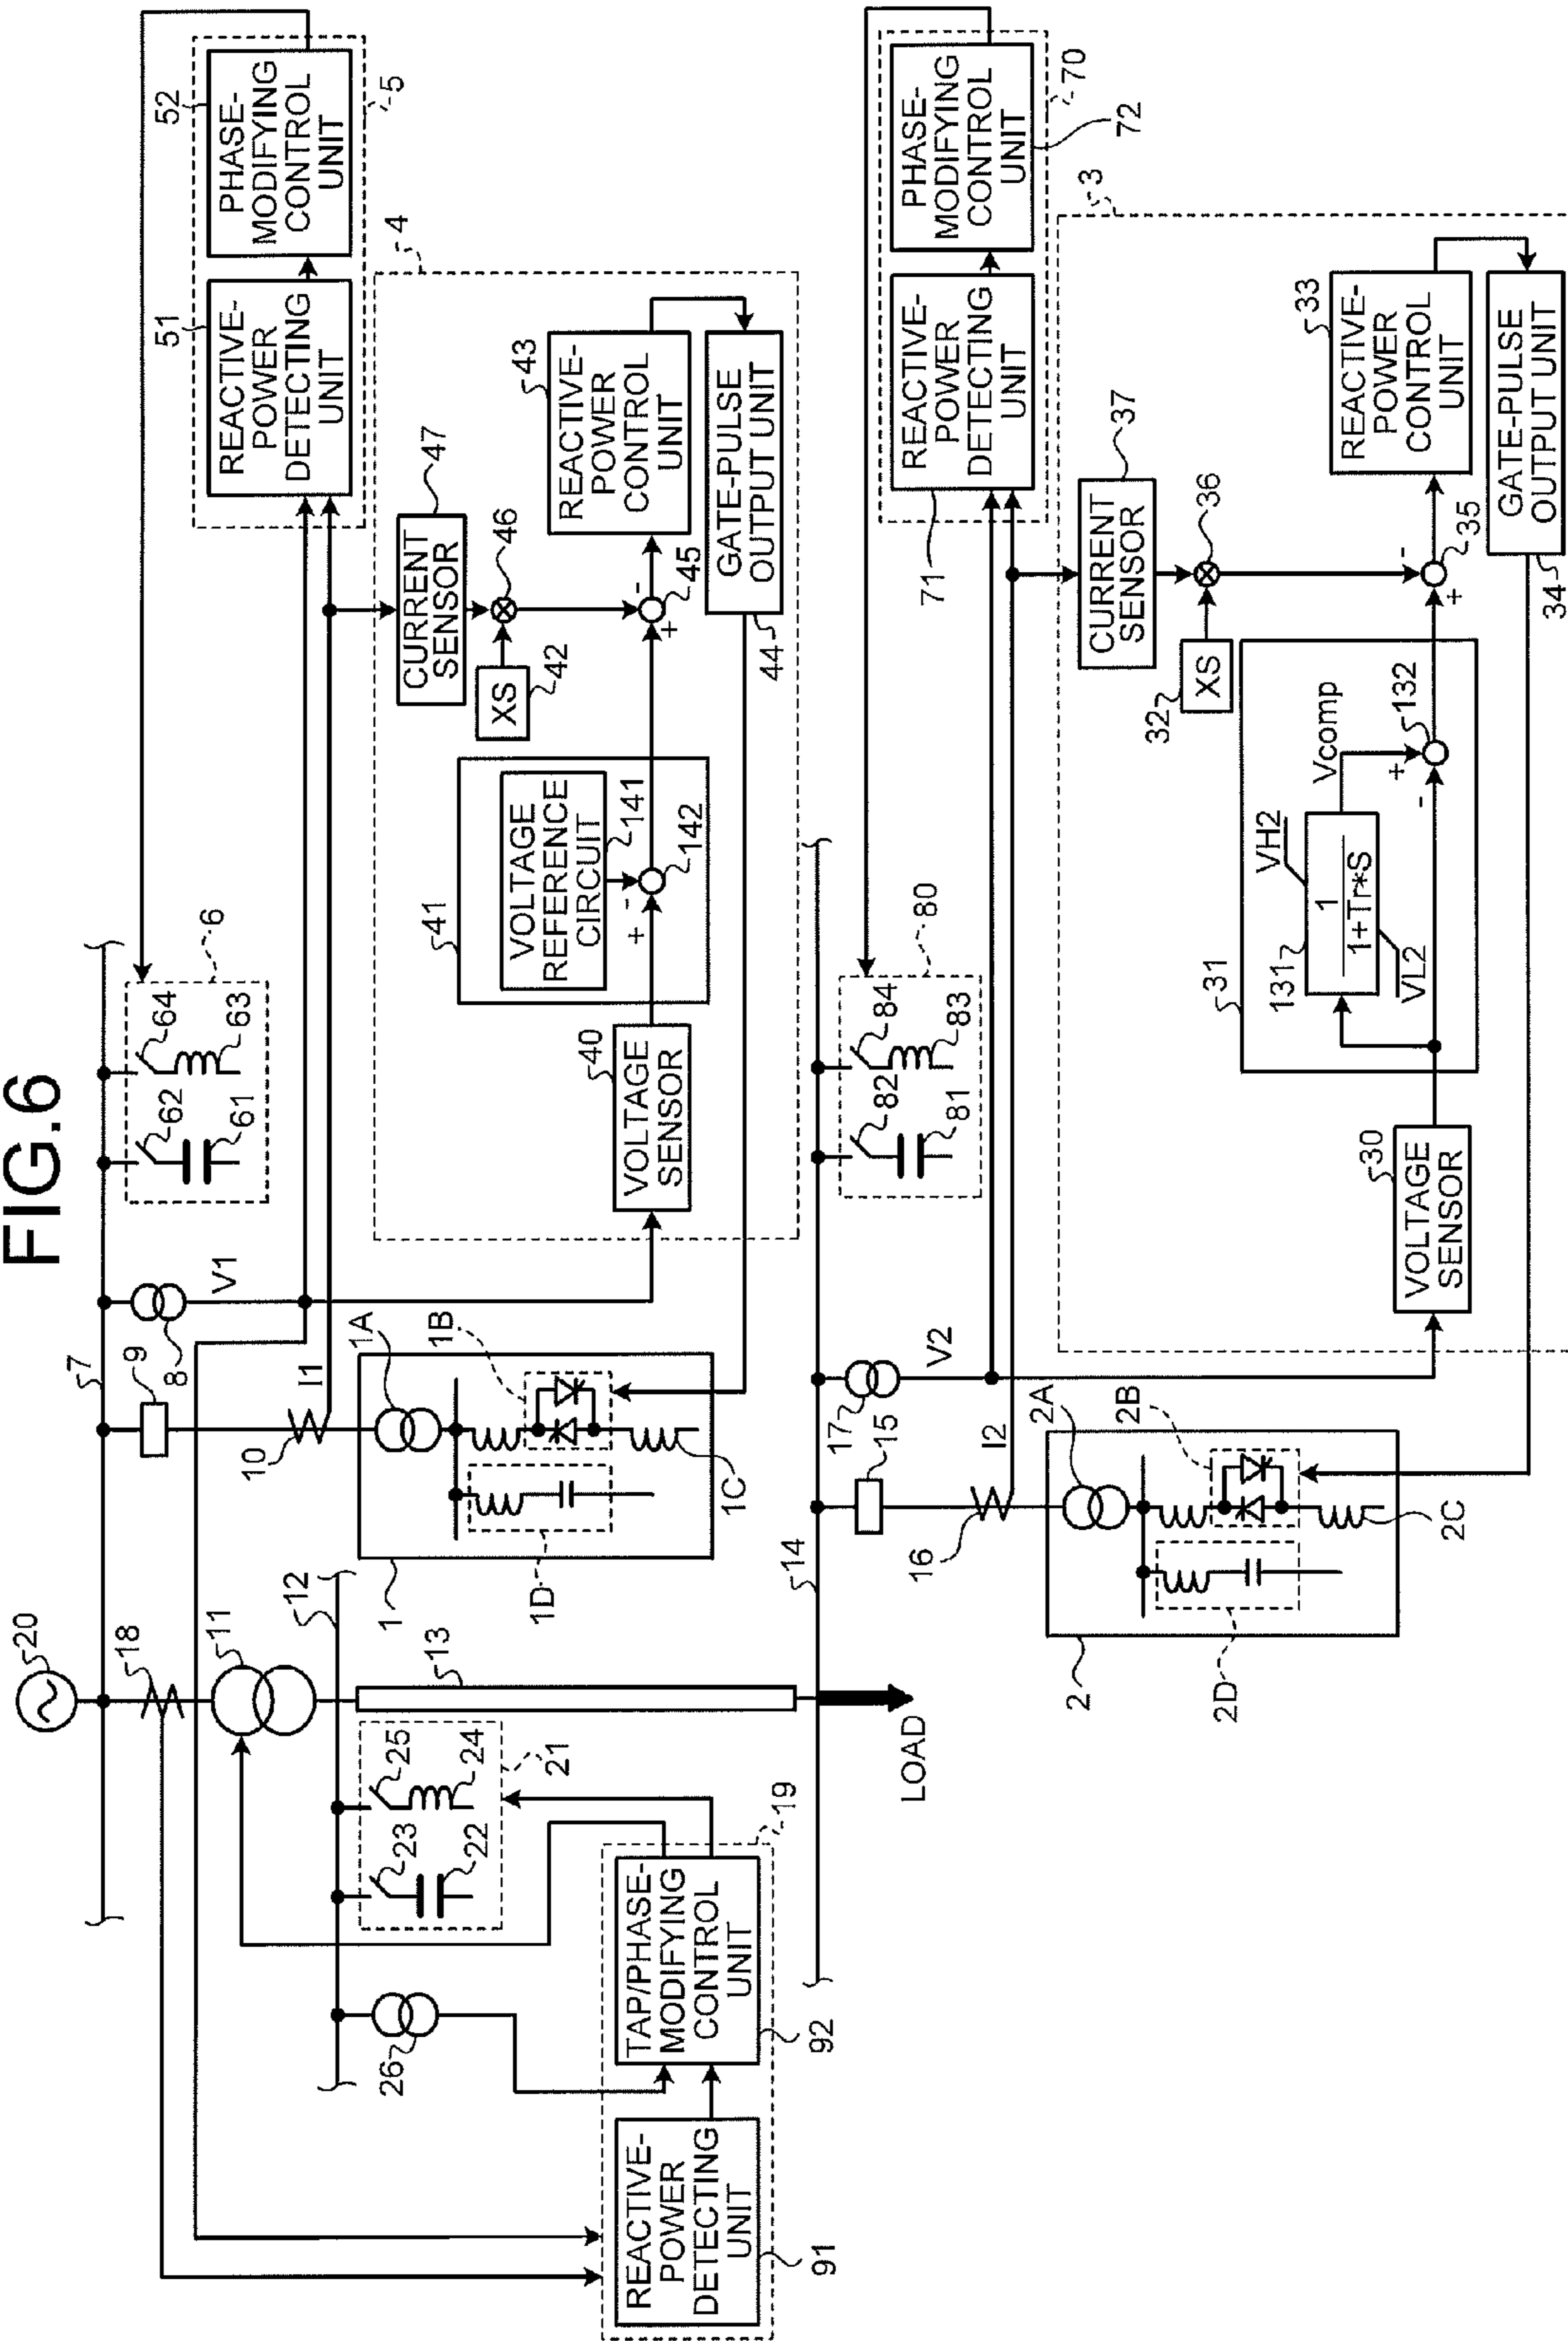 FIG.6
20
18
11
12
13
7
9
8
V1
10
I1
1A
1B
1C
1D
1
6
64
63
62
61
5
52
PHASE-
MODIFYING
CONTROL
UNIT
51
REACTIVE-
POWER
DETECTING
UNIT
4
47
CURRENT
SENSOR
46
XS
42
43
REACTIVE-
POWER
CONTROL
UNIT
45
-
+
GATE-PULSE
OUTPUT UNIT
44
41
VOLTAGE
REFERENCE
CIRCUIT
141
142
+
-
40
VOLTAGE
SENSOR
25
24
23
22
21
26
19
TAP/PHASE-
MODIFYING
CONTROL
UNIT
92
REACTIVE-
POWER
DETECTING
UNIT
91
LOAD
14
15
17
V2
16
I2
2A
2B
2C
2D
2
80
84
83
82
81
70
PHASE-
MODIFYING
CONTROL
UNIT
72
REACTIVE-
POWER
DETECTING
UNIT
71
3
37
CURRENT
SENSOR
36
XS
32
33
REACTIVE-
POWER
CONTROL
UNIT
35
-
+
GATE-PULSE
OUTPUT UNIT
34
31
131
1
1+Tr*S
VH2
VL2
Vcomp
132
+
-
30
VOLTAGE
SENSOR